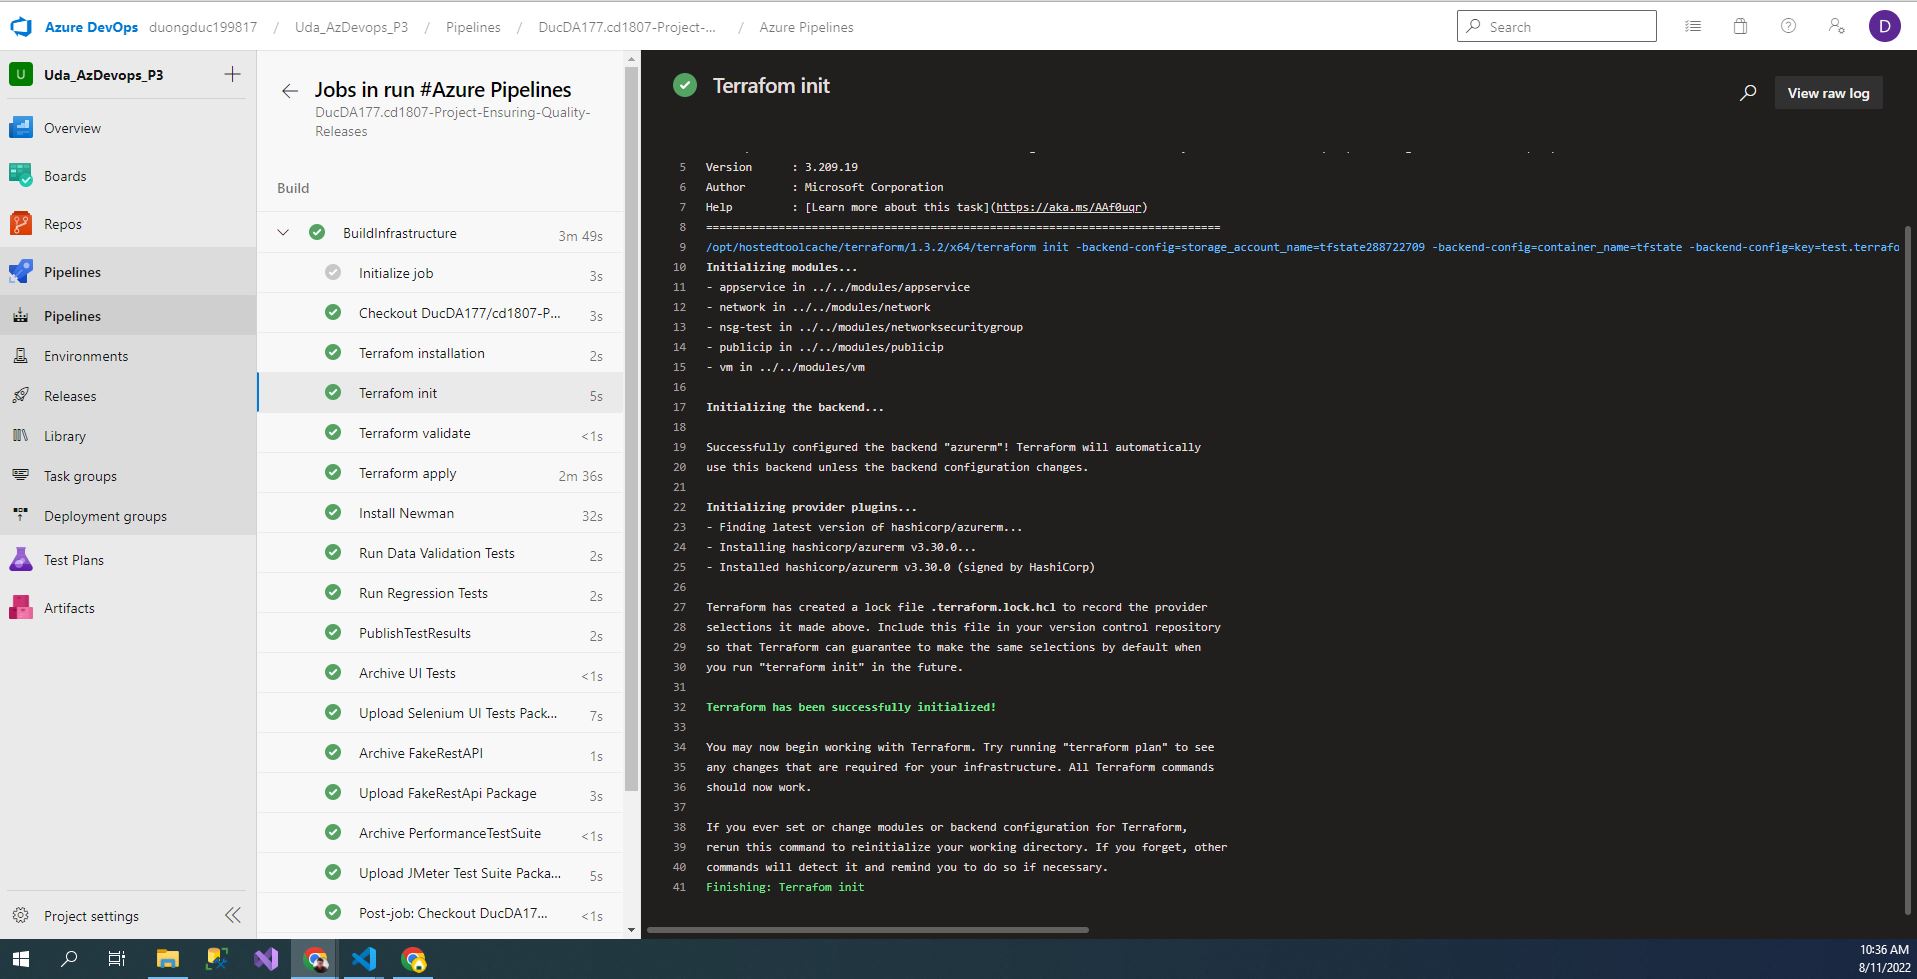 Azure DevOps duongduc199817 / Uda_AzDevops_P3 / Pipelines / DucDA177.cd1807-Project-... / Azure Pipelines
Search
D
U Uda_AzDevops_P3
Overview
Boards
Repos
Pipelines
Pipelines
Environments
Releases
Library
Task groups
Deployment groups
Test Plans
Artifacts
Project settings
Jobs in run #Azure Pipelines
DucDA177.cd1807-Project-Ensuring-Quality-
Releases
Build
BuildInfrastructure 3m 49s
Initialize job 3s
Checkout DucDA177/cd1807-P... 3s
Terrafom installation 2s
Terrafom init 5s
Terraform validate <1s
Terraform apply 2m 36s
Install Newman 32s
Run Data Validation Tests 2s
Run Regression Tests 2s
PublishTestResults 2s
Archive UI Tests <1s
Upload Selenium UI Tests Pack... 7s
Archive FakeRestAPI 1s
Upload FakeRestApi Package 3s
Archive PerformanceTestSuite <1s
Upload JMeter Test Suite Packa... 5s
Post-job: Checkout DucDA17... <1s
Terrafom init
View raw log
5 Version : 3.209.19
6 Author : Microsoft Corporation
7 Help : [Learn more about this task](https://aka.ms/AAf0uqr)
8 ==============================================================================
9 /opt/hostedtoolcache/terraform/1.3.2/x64/terraform init -backend-config=storage_account_name=tfstate288722709 -backend-config=container_name=tfstate -backend-config=key=test.terrafo
10 Initializing modules...
11 - appservice in ../../modules/appservice
12 - network in ../../modules/network
13 - nsg-test in ../../modules/networksecuritygroup
14 - publicip in ../../modules/publicip
15 - vm in ../../modules/vm
16
17 Initializing the backend...
18
19 Successfully configured the backend "azurerm"! Terraform will automatically
20 use this backend unless the backend configuration changes.
21
22 Initializing provider plugins...
23 - Finding latest version of hashicorp/azurerm...
24 - Installing hashicorp/azurerm v3.30.0...
25 - Installed hashicorp/azurerm v3.30.0 (signed by HashiCorp)
26
27 Terraform has created a lock file .terraform.lock.hcl to record the provider
28 selections it made above. Include this file in your version control repository
29 so that Terraform can guarantee to make the same selections by default when
30 you run "terraform init" in the future.
31
32 Terraform has been successfully initialized!
33
34 You may now begin working with Terraform. Try running "terraform plan" to see
35 any changes that are required for your infrastructure. All Terraform commands
36 should now work.
37
38 If you ever set or change modules or backend configuration for Terraform,
39 rerun this command to reinitialize your working directory. If you forget, other
40 commands will detect it and remind you to do so if necessary.
41 Finishing: Terrafom init
10:36 AM
8/11/2022